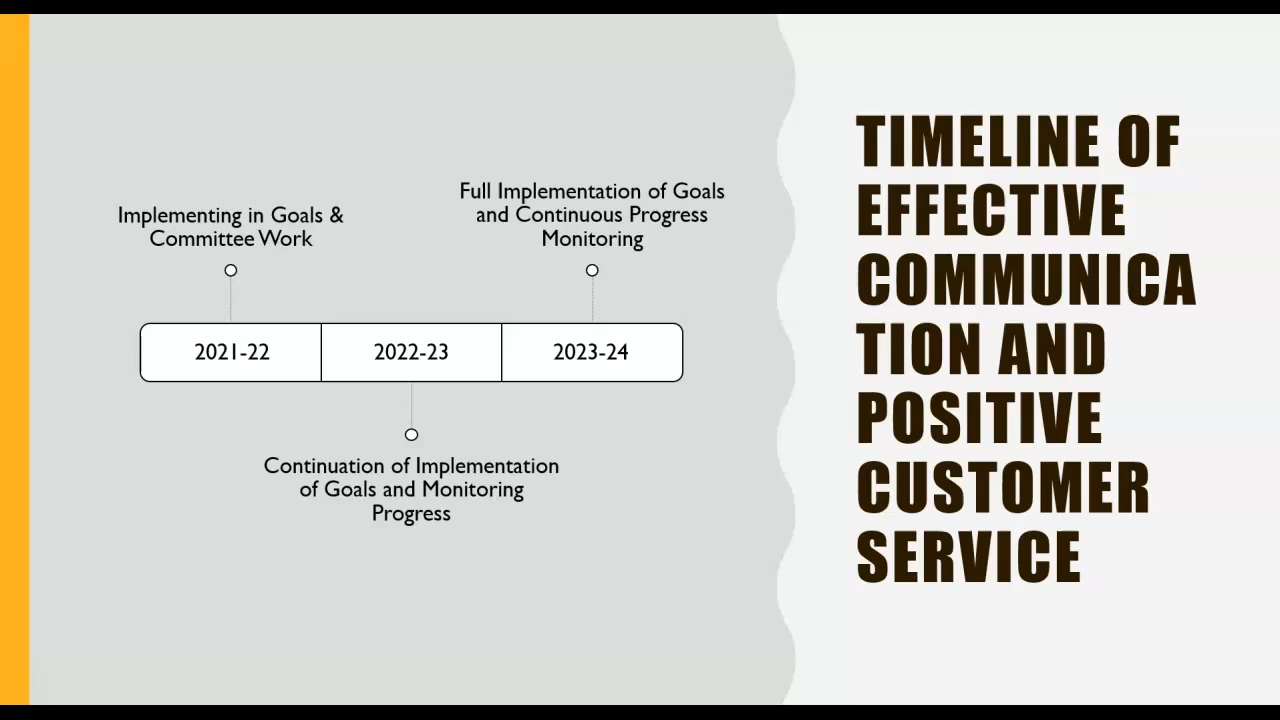 Implementing in Goals &
Committee Work
Full Implementation of Goals
and Continuous Progress
Monitoring
2021-22
2022-23
2023-24
Continuation of Implementation
of Goals and Monitoring
Progress
TIMELINE OF
EFFECTIVE
COMMUNICA
TION AND
POSITIVE
CUSTOMER
SERVICE